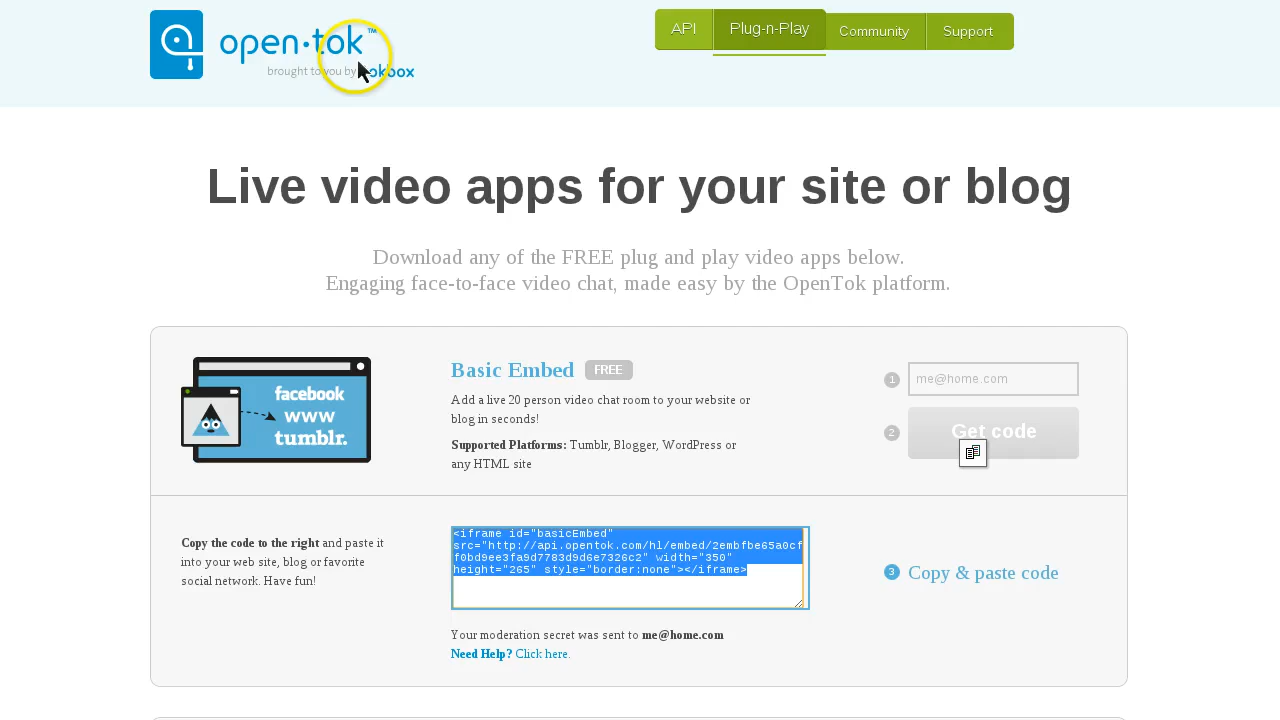 open·tok™
brought to you by
API
Plug-n-Play
Community
Support
Live video apps for your site or blog
Download any of the FREE plug and play video apps below.
Engaging face-to-face video chat, made easy by the OpenTok platform.
facebook
www
tumblr.
Basic Embed FREE
Add a live 20 person video chat room to your website or
blog in seconds!
Supported Platforms: Tumblr, Blogger, WordPress or
any HTML site
1 me@home.com
2 Get code
Copy the code to the right and paste it
into your web site, blog or favorite
social network. Have fun!
<iframe id="basicEmbed"
src="http://api.opentok.com/hl/embed/2embfbe65a0cf
f0bd9ee3fa9d7783d9d6e7326c2" width="350"
height="265" style="border:none"></iframe>
3 Copy & paste code
Your moderation secret was sent to me@home.com
Need Help? Click here.